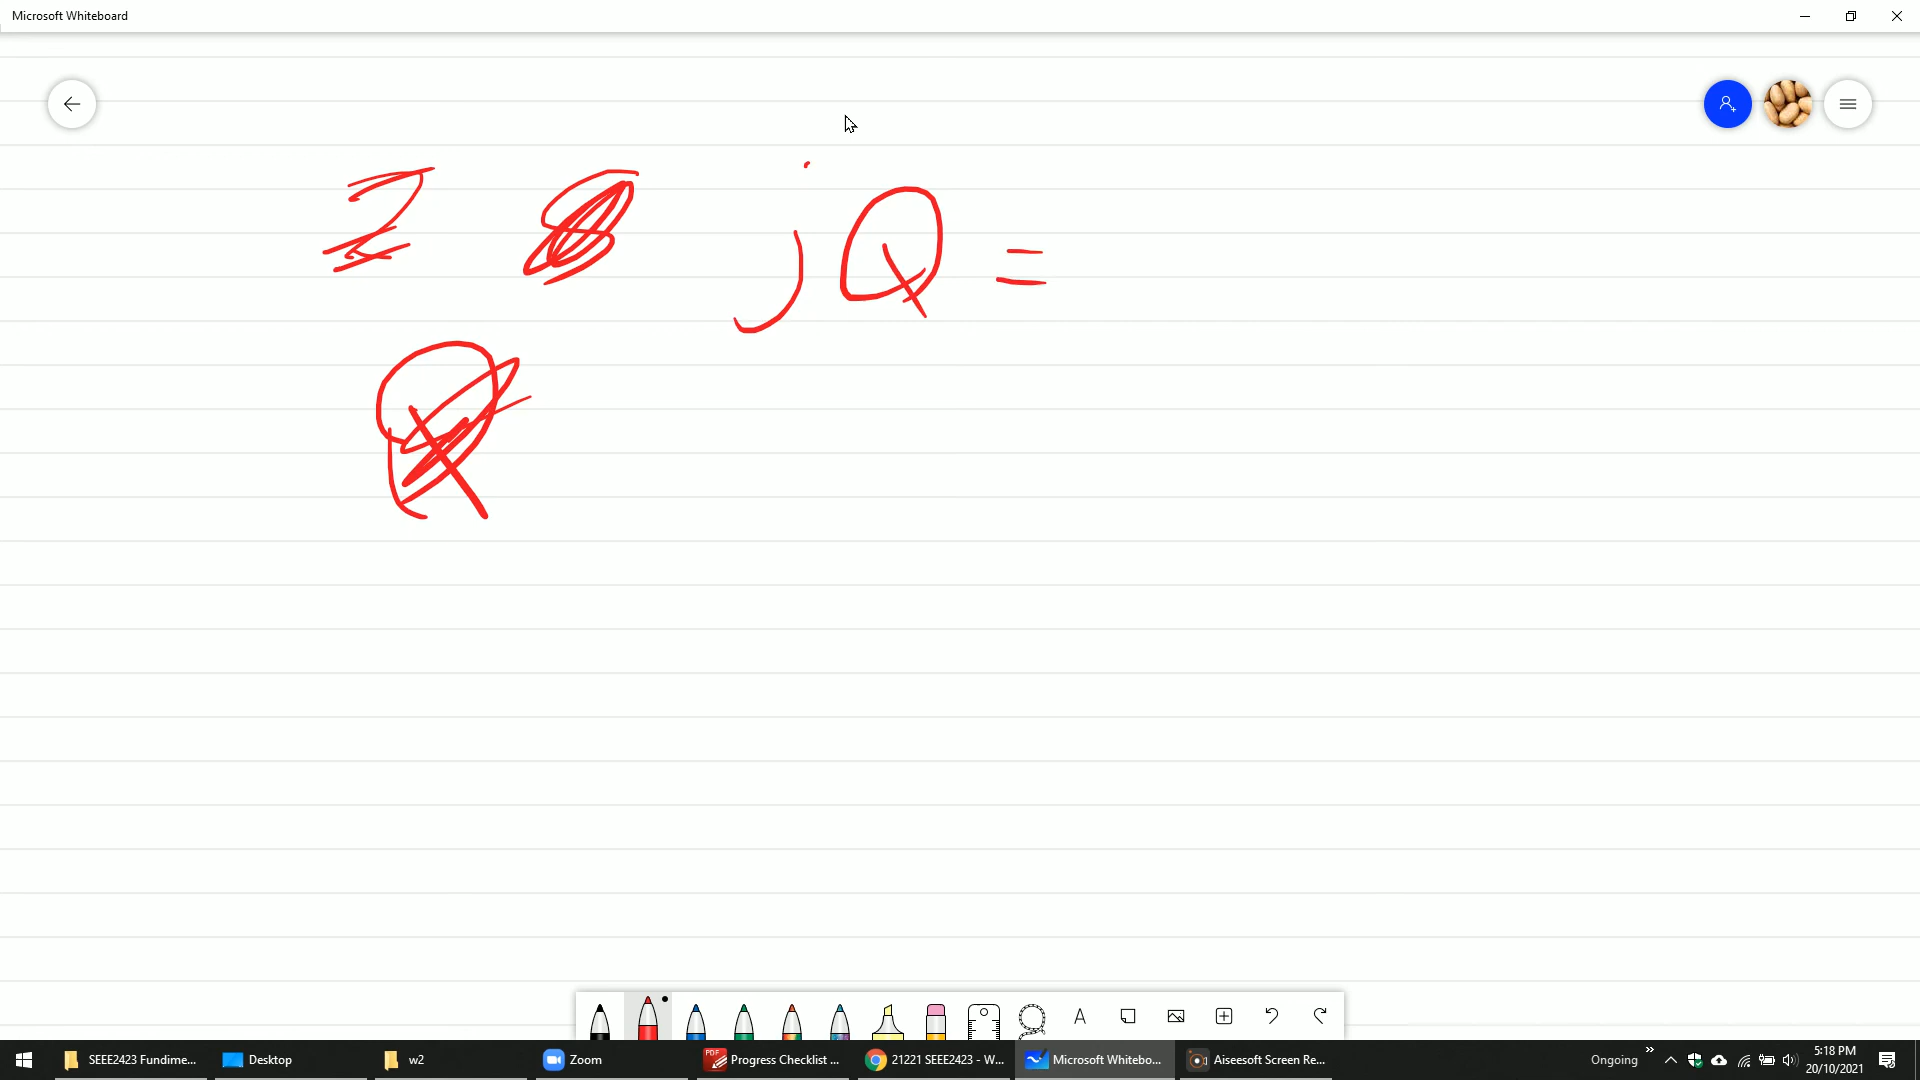 Microsoft Whiteboard
jQ =
A
SEEE2423 Fundime...
Desktop
w2
Zoom
PDF
Progress Checklist ...
21221 SEEE2423 - W...
Microsoft Whitebo...
Aiseesoft Screen Re...
Ongoing
5:18 PM
20/10/2021